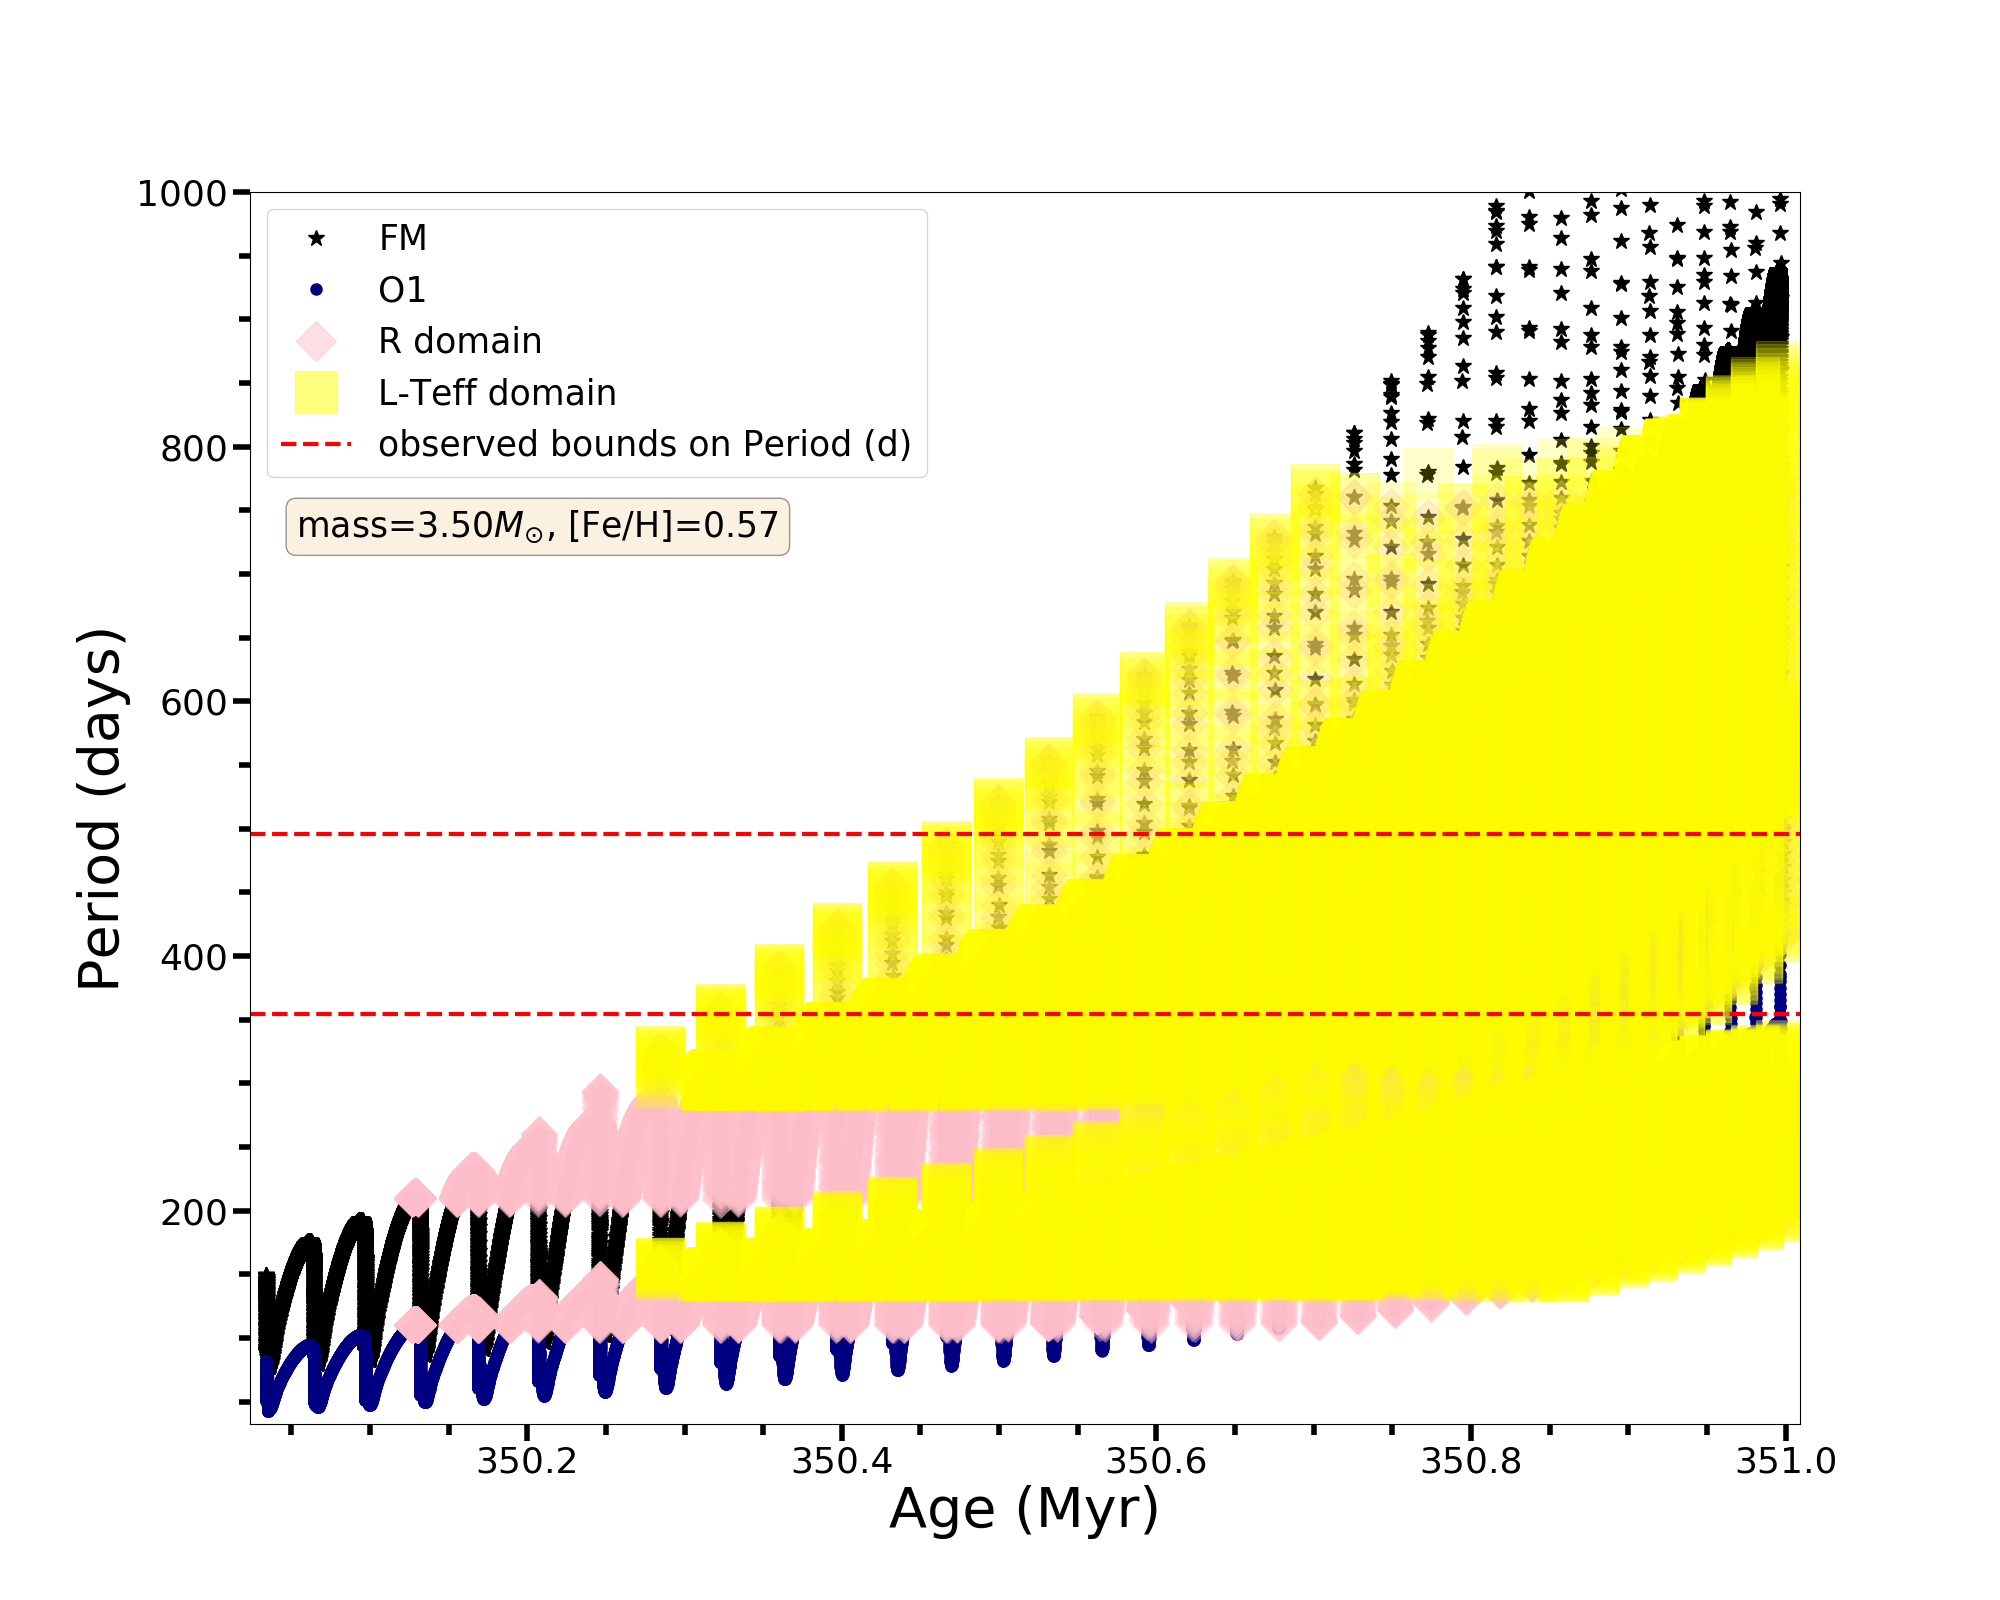 FM
O1
R domain
L-Teff domain
observed bounds on Period (d)
mass=3.50M⊙, [Fe/H]=0.57
1000
800
600
400
200
Period (days)
350.2 350.4 350.6 350.8 351.0
Age (Myr)